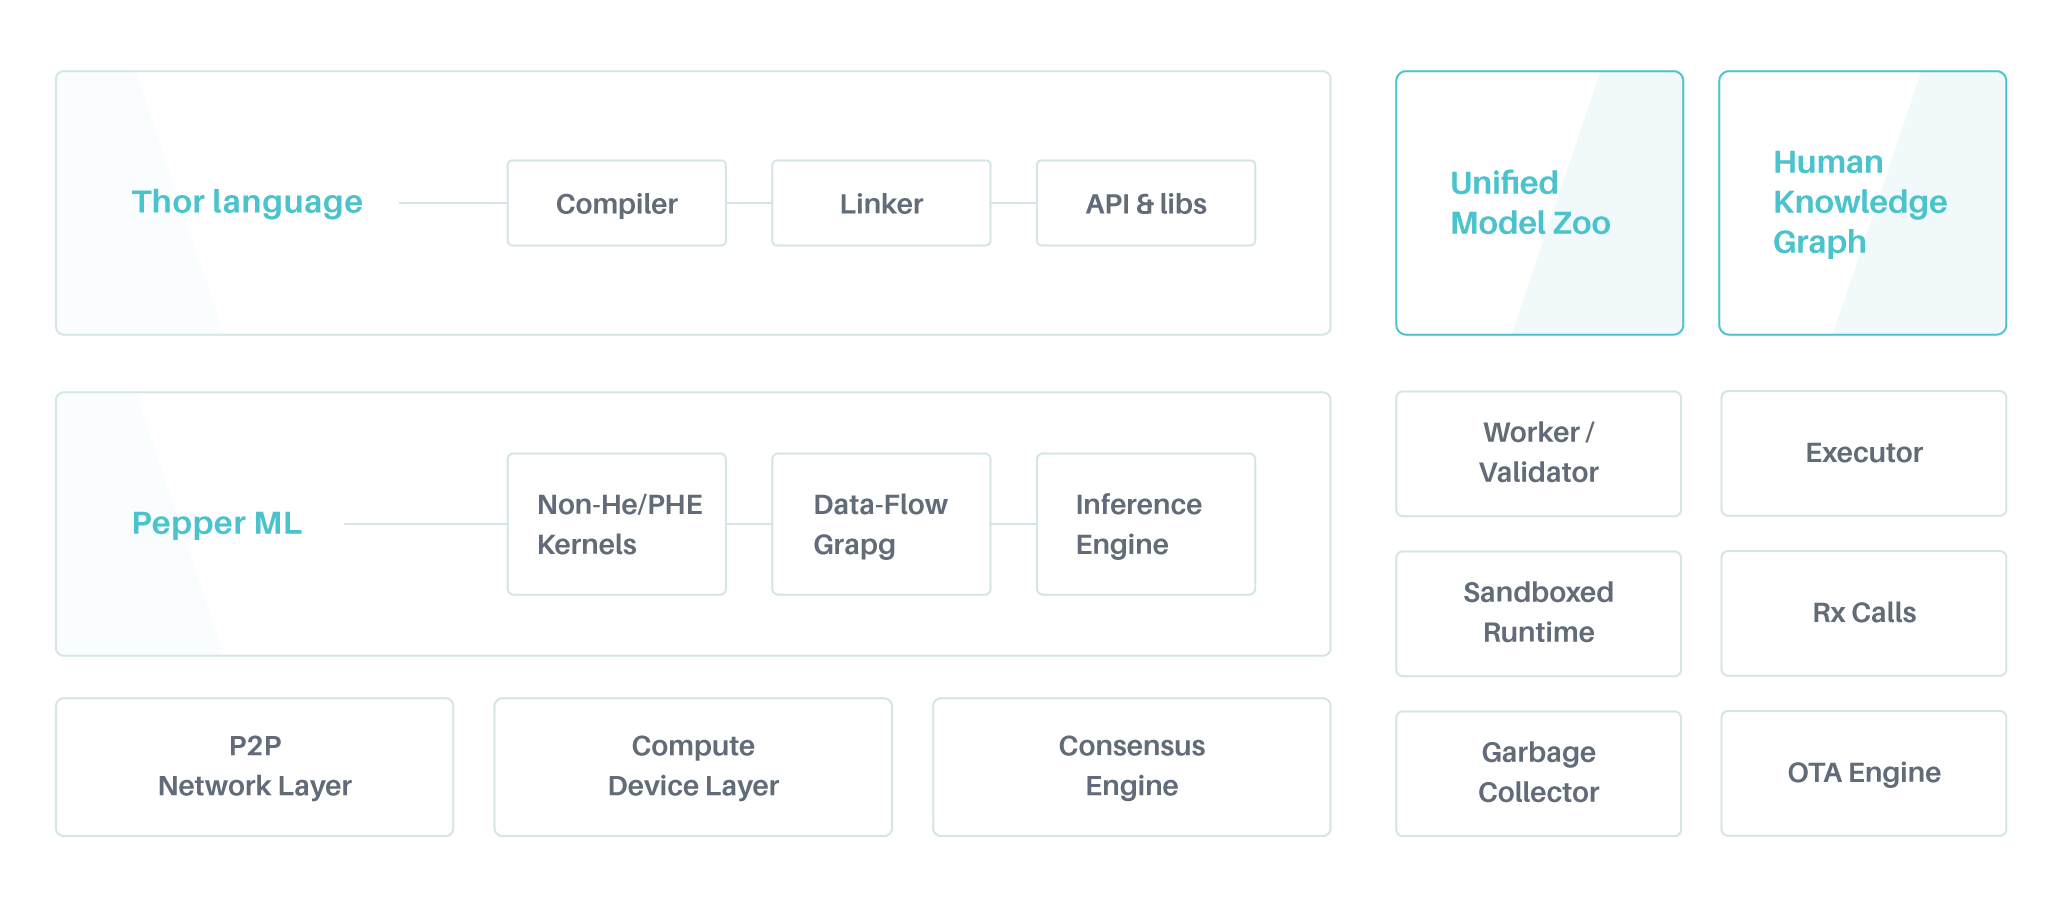 Thor language
Compiler
Linker
API & libs
Unified
Model Zoo
Human
Knowledge
Graph
Pepper ML
Non-He/PHE
Kernels
Data-Flow
Grapg
Inference
Engine
Worker /
Validator
Executor
Sandboxed
Runtime
Rx Calls
P2P
Network Layer
Compute
Device Layer
Consensus
Engine
Garbage
Collector
OTA Engine